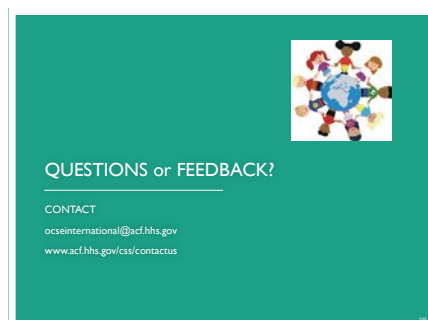 QUESTIONS or FEEDBACK?
CONTACT
ocseinternational@acf.hhs.gov
www.acf.hhs.gov/css/contactus